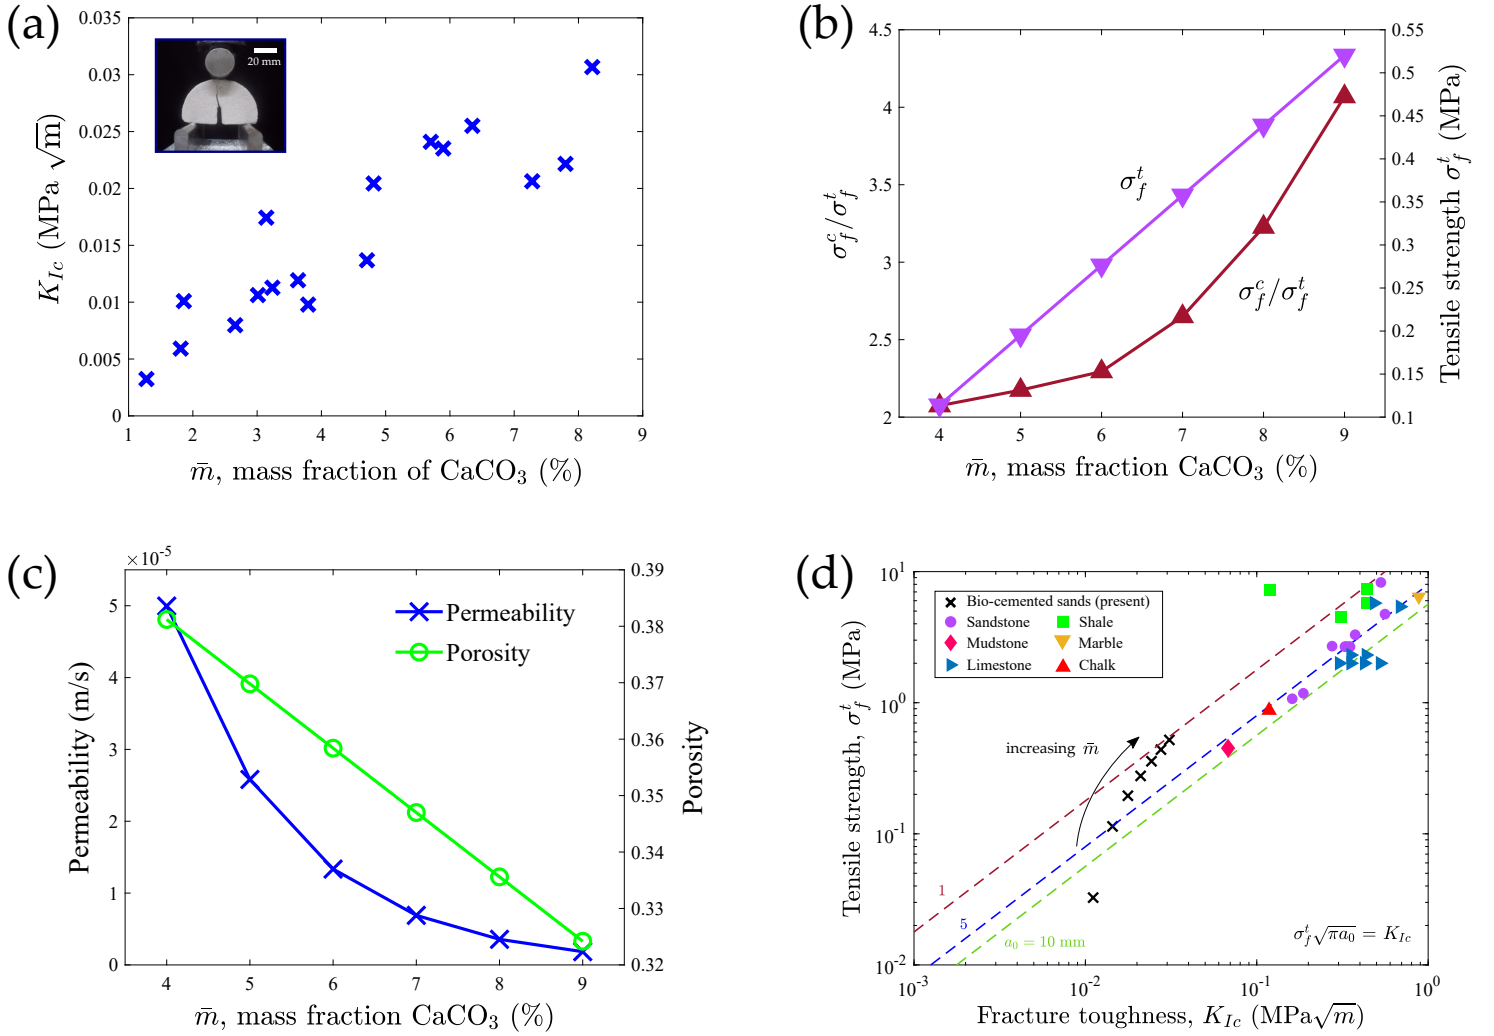 (a)
0.035
0.03
0.025
0.02
0.015
0.01
0.005
0
20 mm
K_{Ic} (MPa √m)
1 2 3 4 5 6 7 8 9
m̄, mass fraction of CaCO₃ (%)
(b)
4.5
4
3.5
3
2.5
2
σ_f^c/σ_f^t
σ_f^t
σ_f^c/σ_f^t
0.55
0.5
0.45
0.4
0.35
0.3
0.25
0.2
0.15
0.1
Tensile strength σ_f^t (MPa)
4 5 6 7 8 9
m̄, mass fraction CaCO₃ (%)
(c)
×10⁻⁵
5
4
3
2
1
0
Permeability (m/s)
Permeability
Porosity
0.39
0.38
0.37
0.36
0.35
0.34
0.33
0.32
Porosity
4 5 6 7 8 9
m̄, mass fraction CaCO₃ (%)
(d)
10¹
10⁰
10⁻¹
10⁻²
Tensile strength, σ_f^t (MPa)
Bio-cemented sands (present)
Sandstone Shale
Mudstone Marble
Limestone Chalk
increasing m̄
1
5
a₀ = 10 mm
σ_f^t √πa₀ = K_{Ic}
10⁻³ 10⁻² 10⁻¹ 10⁰
Fracture toughness, K_{Ic} (MPa√m)